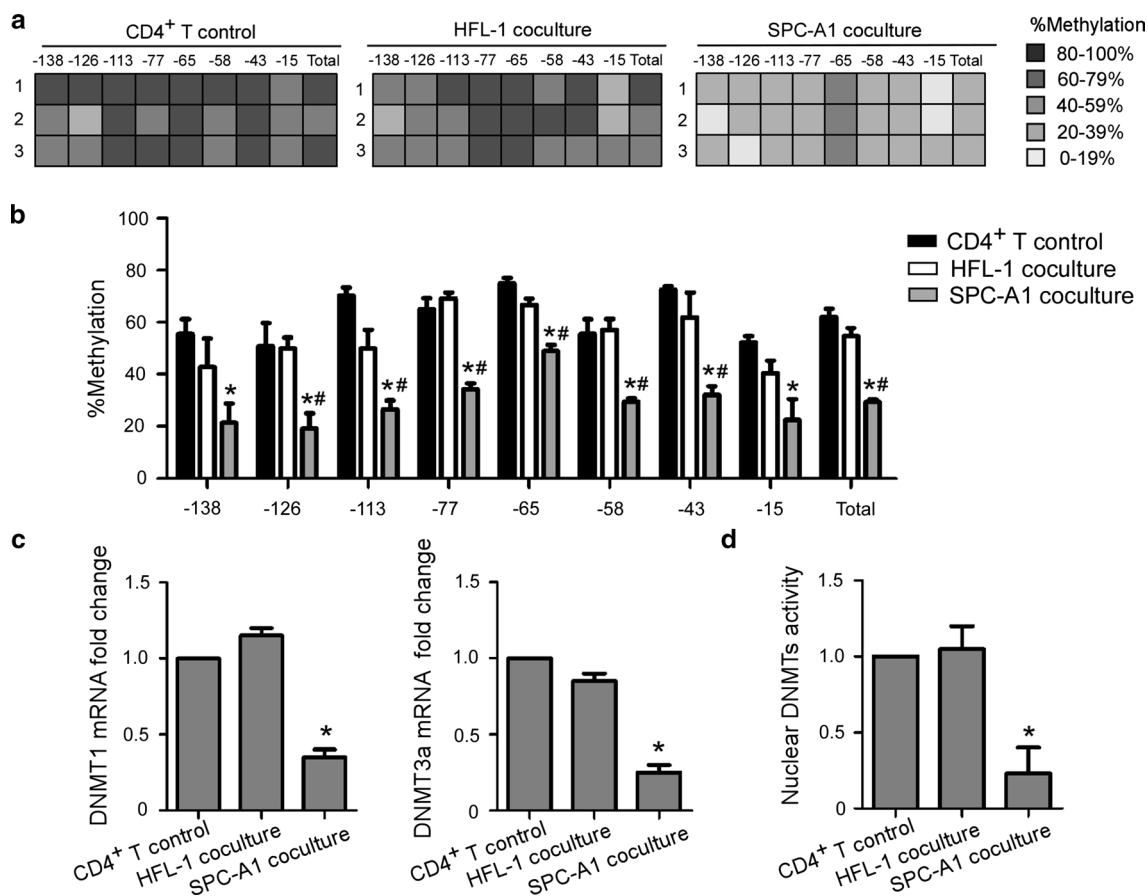 a
CD4+ T control
HFL-1 coculture
SPC-A1 coculture
%Methylation
-138 -126 -113 -77 -65 -58 -43 -15 Total
-138 -126 -113 -77 -65 -58 -43 -15 Total
-138 -126 -113 -77 -65 -58 -43 -15 Total
80-100%
60-79%
40-59%
20-39%
0-19%
1
2
3
1
2
3
1
2
3
b
%Methylation
100
80
60
40
20
0
CD4+ T control
HFL-1 coculture
SPC-A1 coculture
*
*#
*#
*#
*#
*#
*#
*
*#
-138 -126 -113 -77 -65 -58 -43 -15 Total
c
DNMT1 mRNA fold change
1.5
1.0
0.5
0
*
CD4+ T control
HFL-1 coculture
SPC-A1 coculture
DNMT3a mRNA fold change
1.5
1.0
0.5
0
*
CD4+ T control
HFL-1 coculture
SPC-A1 coculture
d
Nuclear DNMTs activity
1.5
1.0
0.5
0
*
CD4+ T control
HFL-1 coculture
SPC-A1 coculture